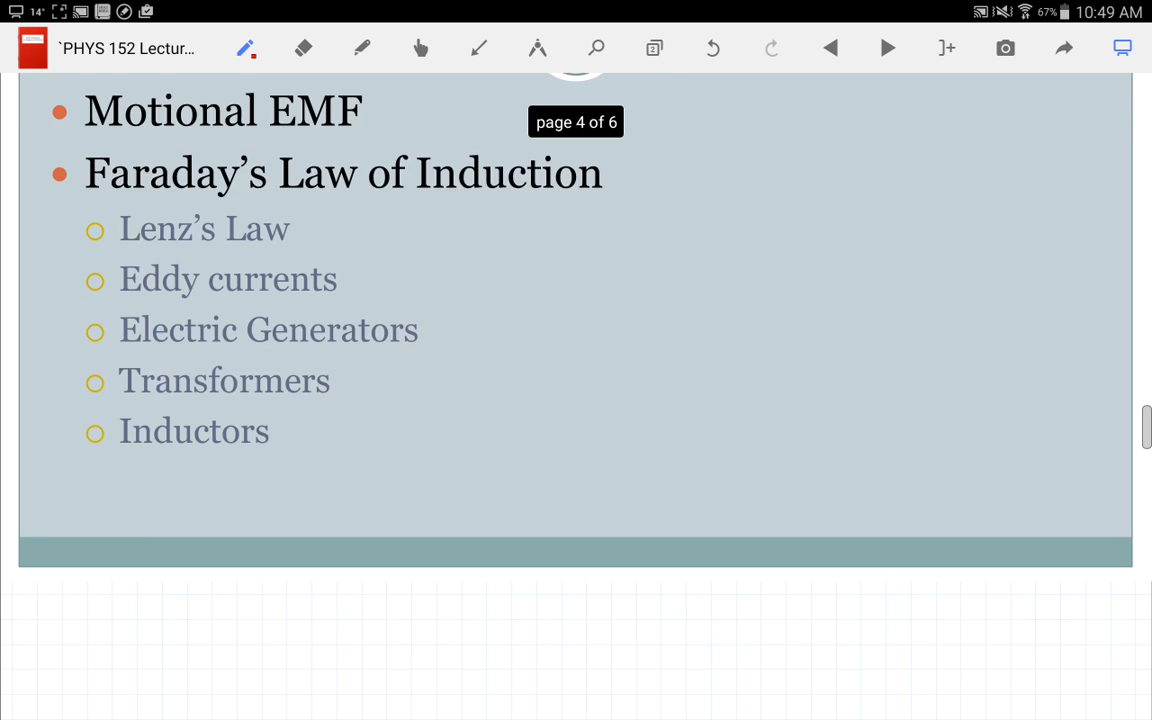 14°
67% 10:49 AM
`PHYS 152 Lectur...
2
Motional EMF
page 4 of 6
Faraday’s Law of Induction
Lenz’s Law
Eddy currents
Electric Generators
Transformers
Inductors